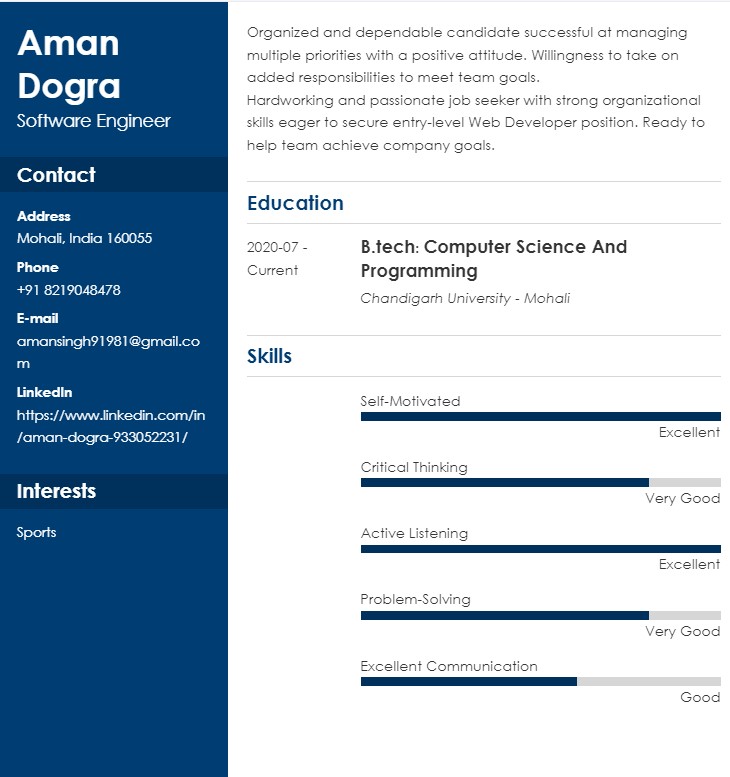 Aman
Dogra
Software Engineer
Contact
Address
Mohali, India 160055
Phone
+91 8219048478
E-mail
amansingh91981@gmail.co
m
LinkedIn
https://www.linkedin.com/in
/aman-dogra-933052231/
Interests
Sports
Organized and dependable candidate successful at managing
multiple priorities with a positive attitude. Willingness to take on
added responsibilities to meet team goals.
Hardworking and passionate job seeker with strong organizational
skills eager to secure entry-level Web Developer position. Ready to
help team achieve company goals.
Education
2020-07 -
Current
B.tech: Computer Science And
Programming
Chandigarh University - Mohali
Skills
Self-Motivated
Excellent
Critical Thinking
Very Good
Active Listening
Excellent
Problem-Solving
Very Good
Excellent Communication
Good